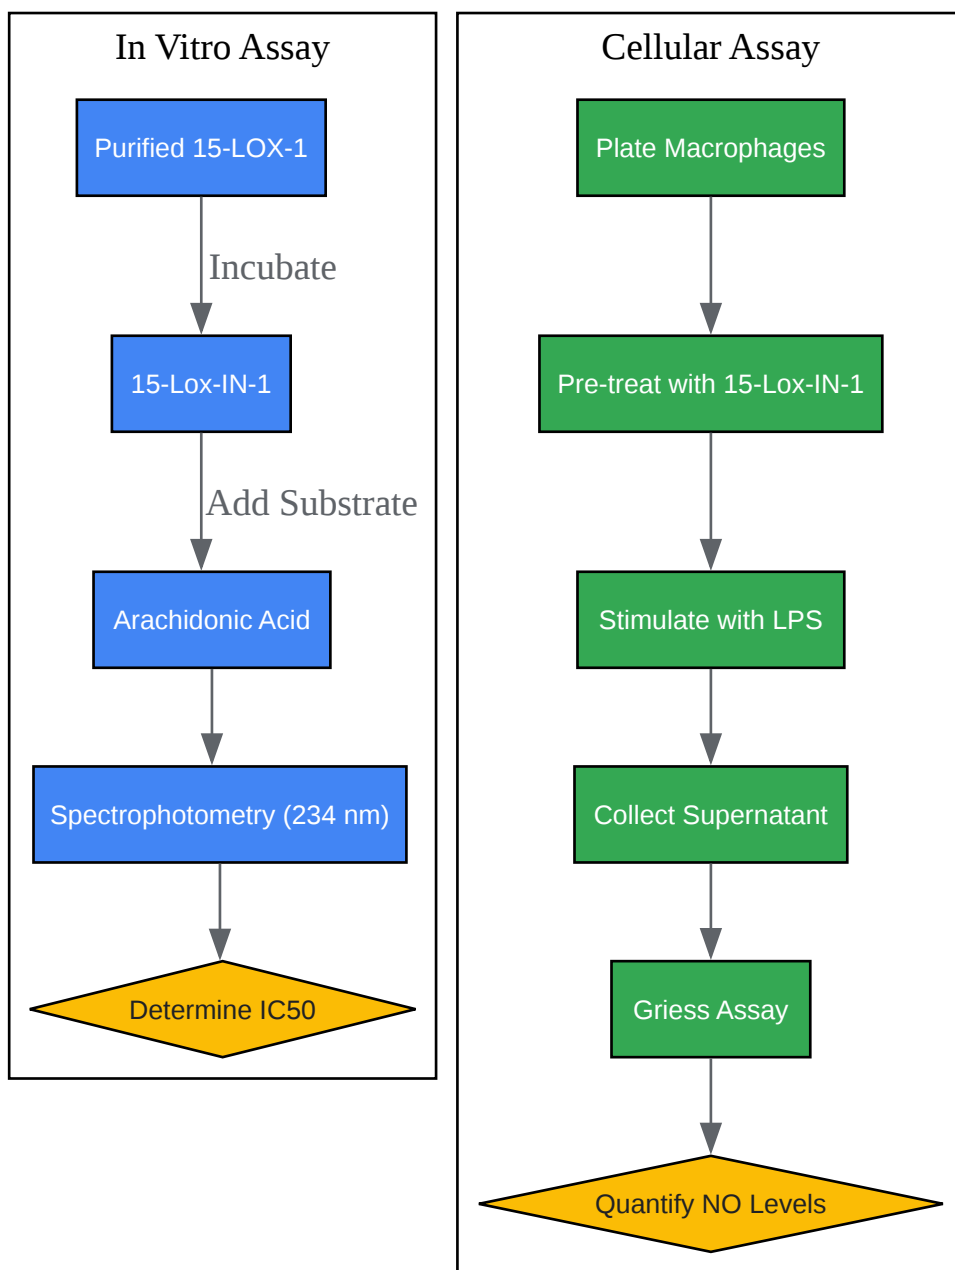 In Vitro Assay
Purified 15-LOX-1
Incubate
15-Lox-IN-1
Add Substrate
Arachidonic Acid
Spectrophotometry (234 nm)
Determine IC50
Cellular Assay
Plate Macrophages
Pre-treat with 15-Lox-IN-1
Stimulate with LPS
Collect Supernatant
Griess Assay
Quantify NO Levels